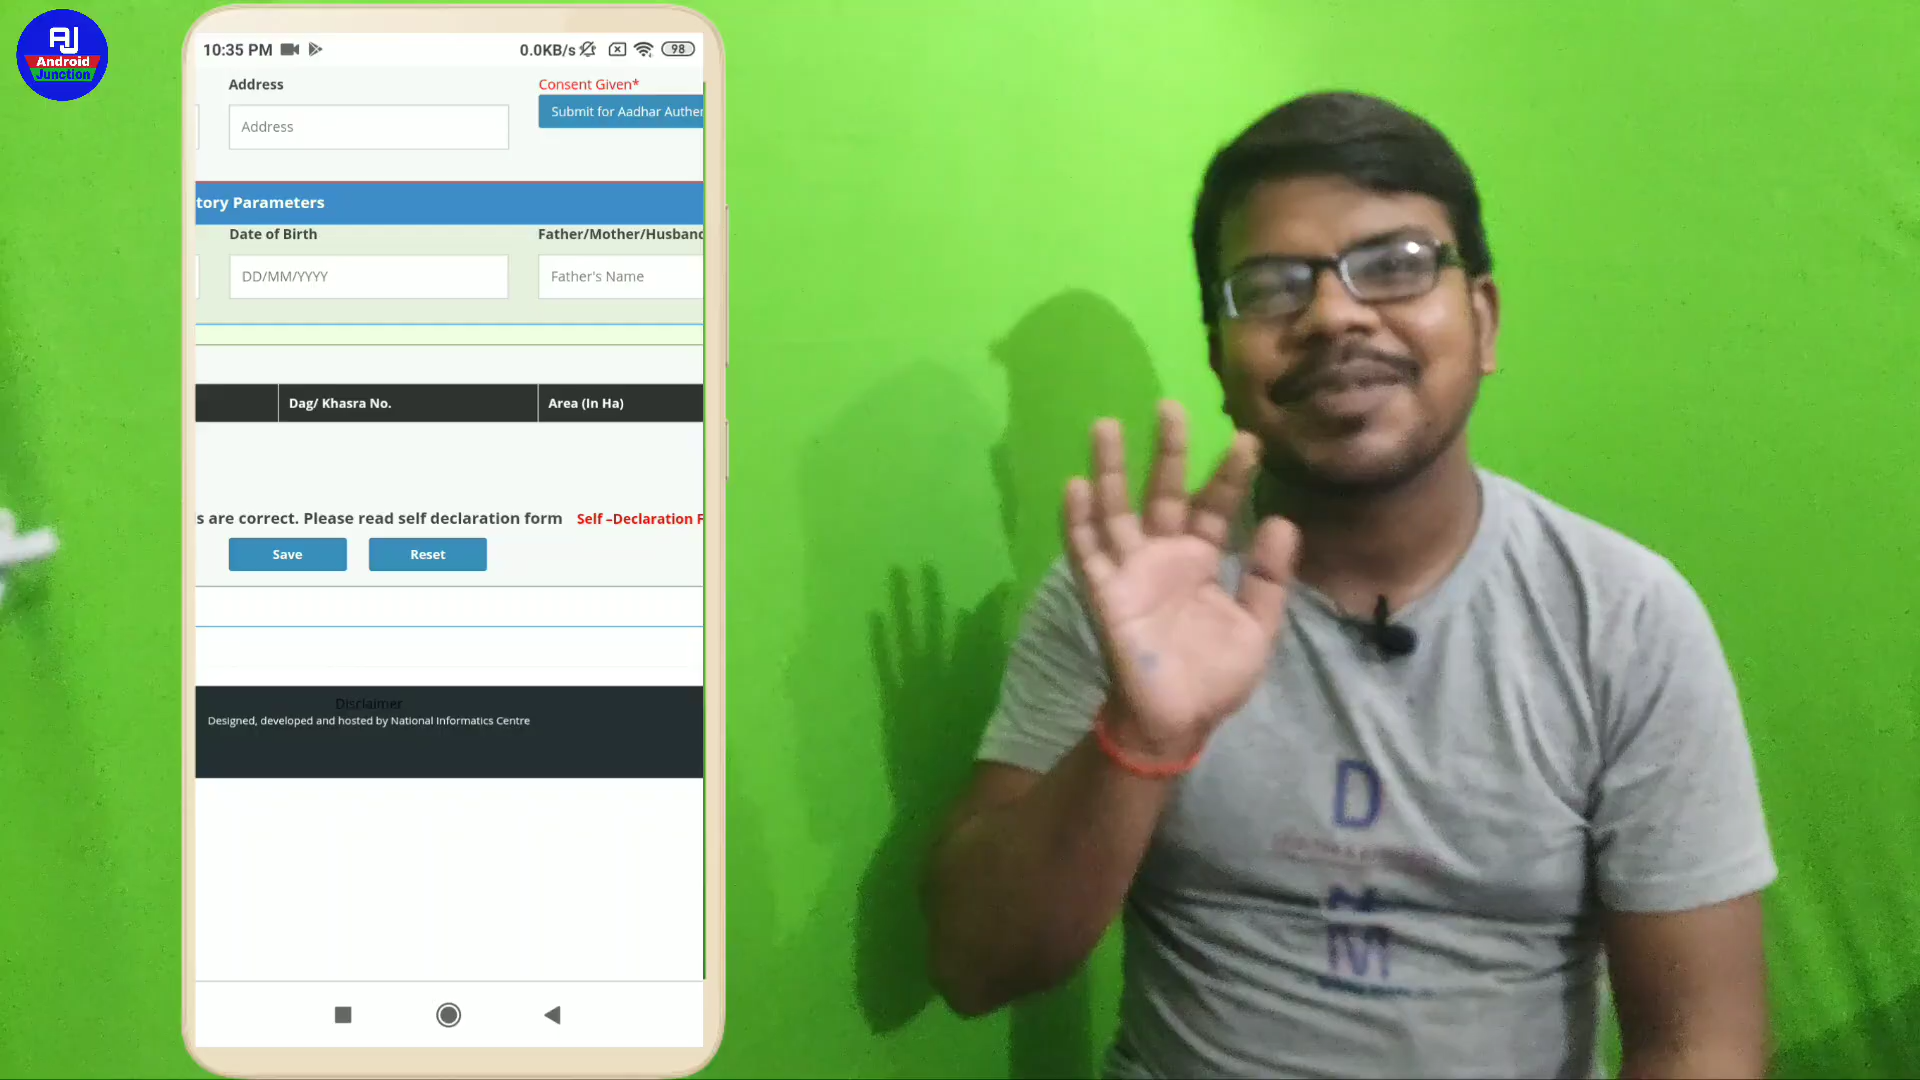 AJ
Android
Junction
10:35 PM
0.0KB/s
98
Address
Consent Given*
Address
Submit for Aadhar Authen
tory Parameters
Date of Birth
Father/Mother/Husband
DD/MM/YYYY
Father's Name
Dag/ Khasra No.
Area (In Ha)
s are correct. Please read self declaration form
Self –Declaration F
Save
Reset
Disclaimer
Designed, developed and hosted by National Informatics Centre
D
N
M